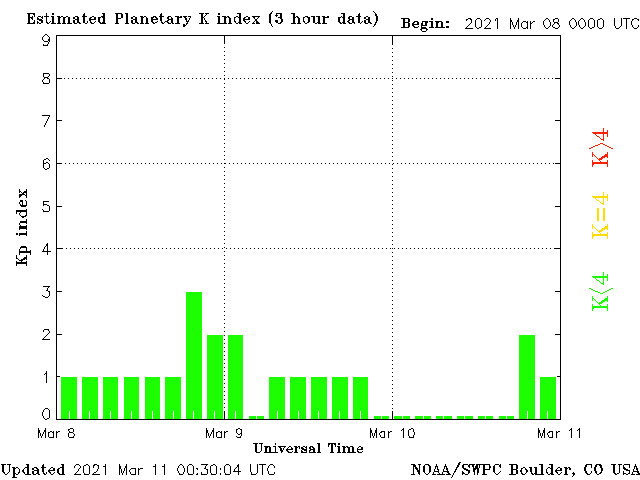 Estimated Planetary K index (3 hour data) Begin: 2021 Mar 08 0000 UTC
9
8
7
6
5
4
3
2
1
0
Kp index
K>4
K=4
K<4
Mar 8 Mar 9 Mar 10 Mar 11
Universal Time
Updated 2021 Mar 11 00:30:04 UTC NOAA/SWPC Boulder, CO USA